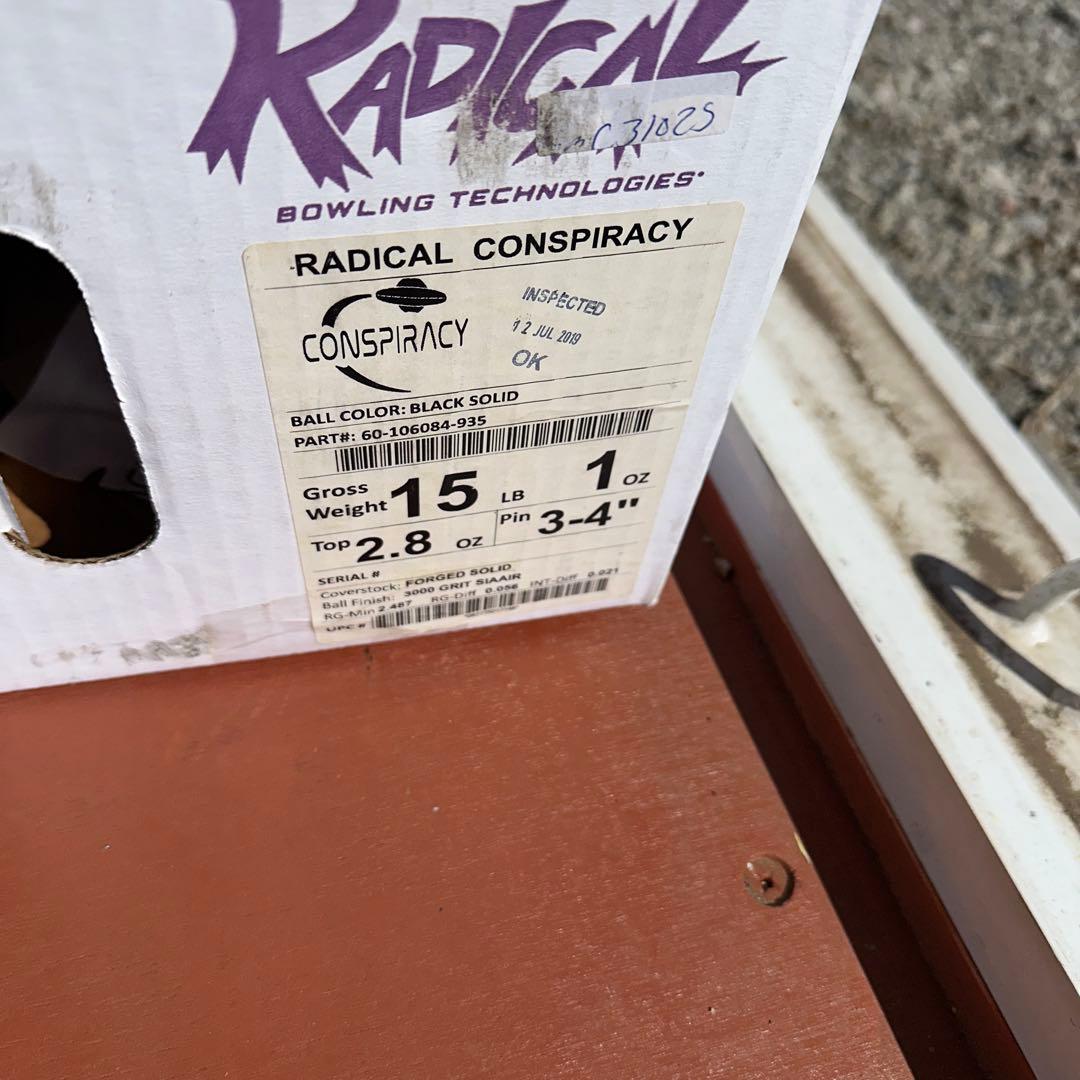 RADICAL
C31025
BOWLING TECHNOLOGIES
RADICAL CONSPIRACY
CONSPIRACY
INSPECTED
12 JUL 2019
OK
BALL COLOR: BLACK SOLID
PART#: 60-106084-935
Gross Weight 15 LB 1 OZ
Top 2.8 OZ Pin 3-4"
SERIAL #
Coverstock: FORGED SOLID
Ball Finish: 3000 GRIT SIAAIR
RG-Min 2.487 RG-Diff 0.056 INT-Diff 0.021
UPC #